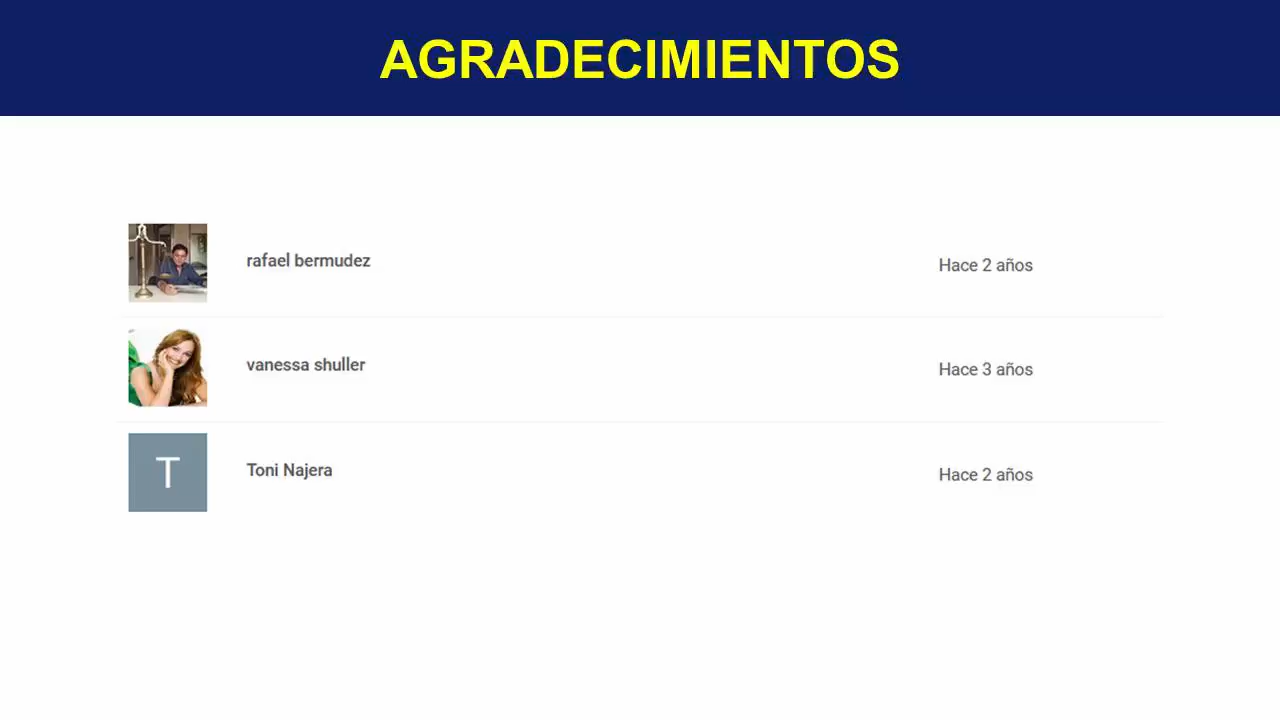 AGRADECIMIENTOS
rafael bermudez
Hace 2 años
vanessa shuller
Hace 3 años
T
Toni Najera
Hace 2 años